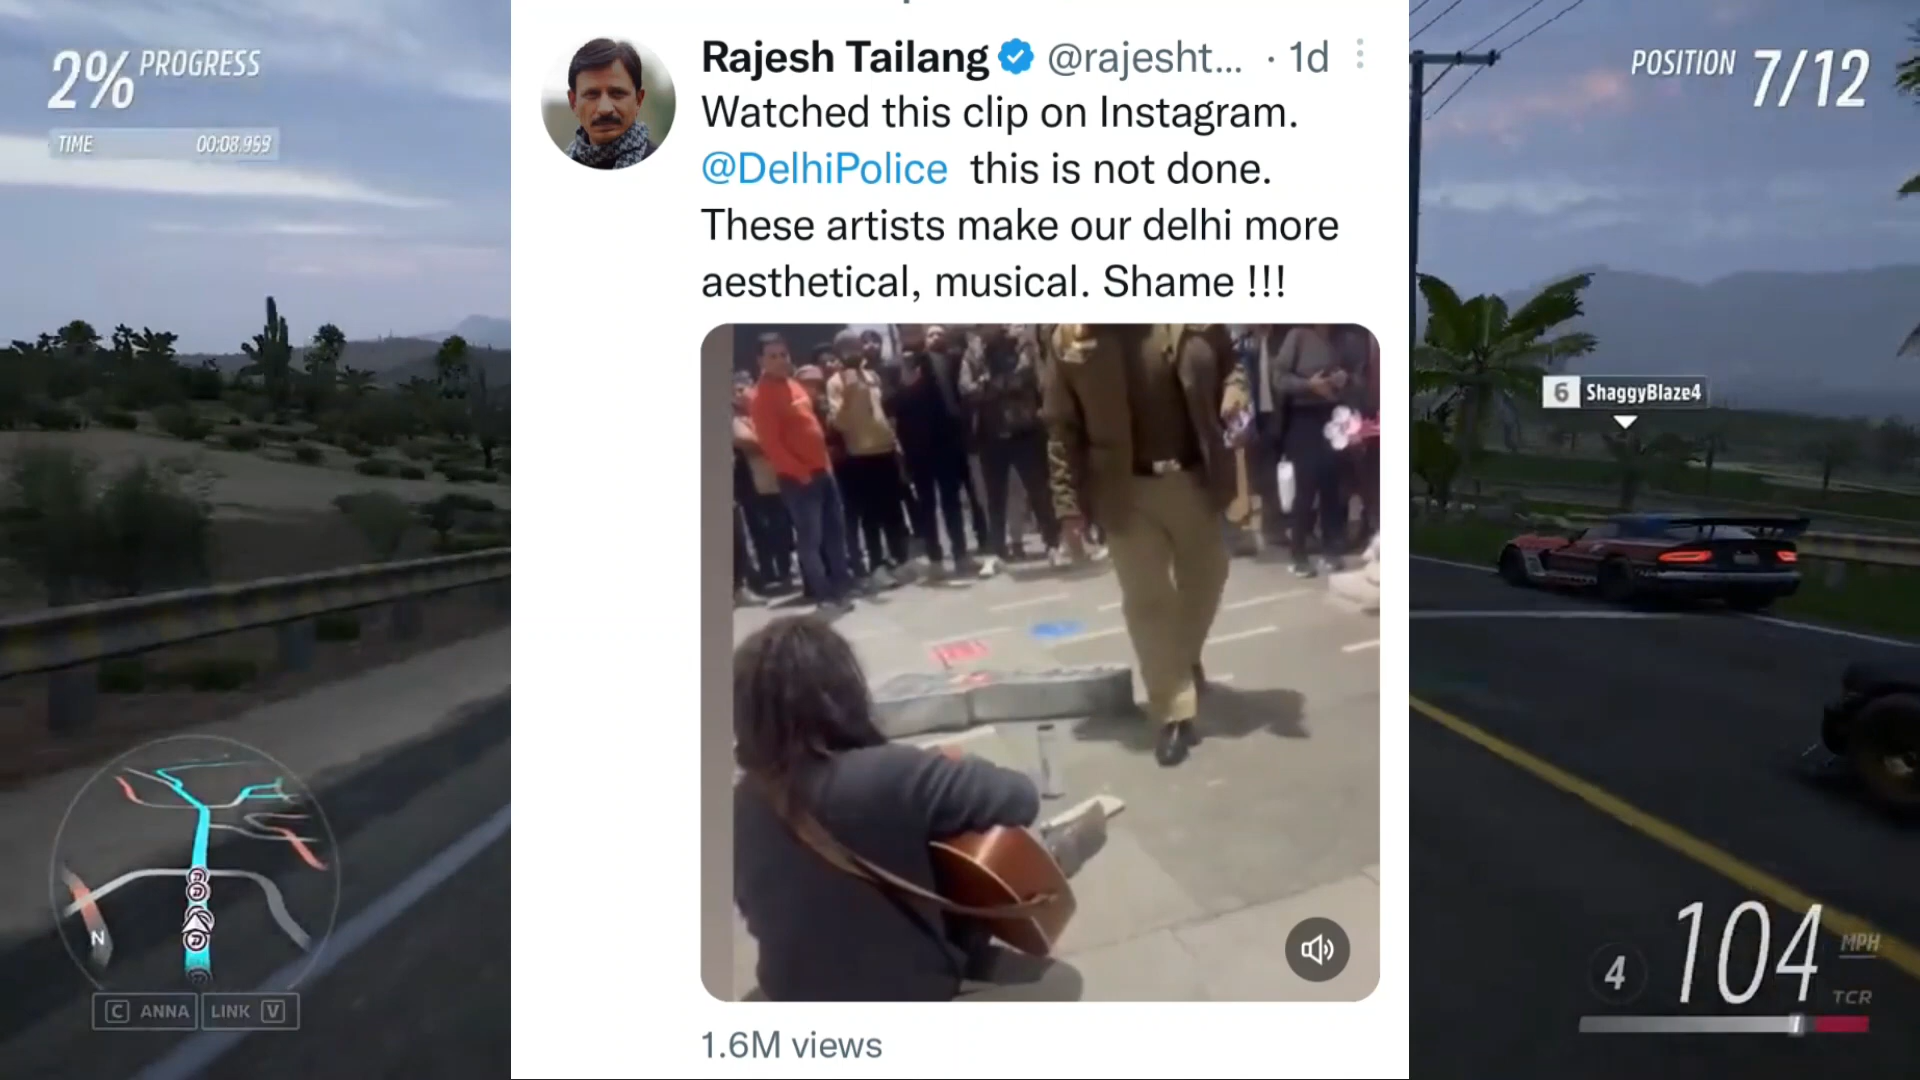 2% PROGRESS
TIME 00:08.959
N
C ANNA LINK V
Rajesh Tailang @rajesht... · 1d
Watched this clip on Instagram.
@DelhiPolice this is not done.
These artists make our delhi more
aesthetical, musical. Shame !!!
1.6M views
POSITION 7/12
6 ShaggyBlaze4
4 104 MPH
TCR